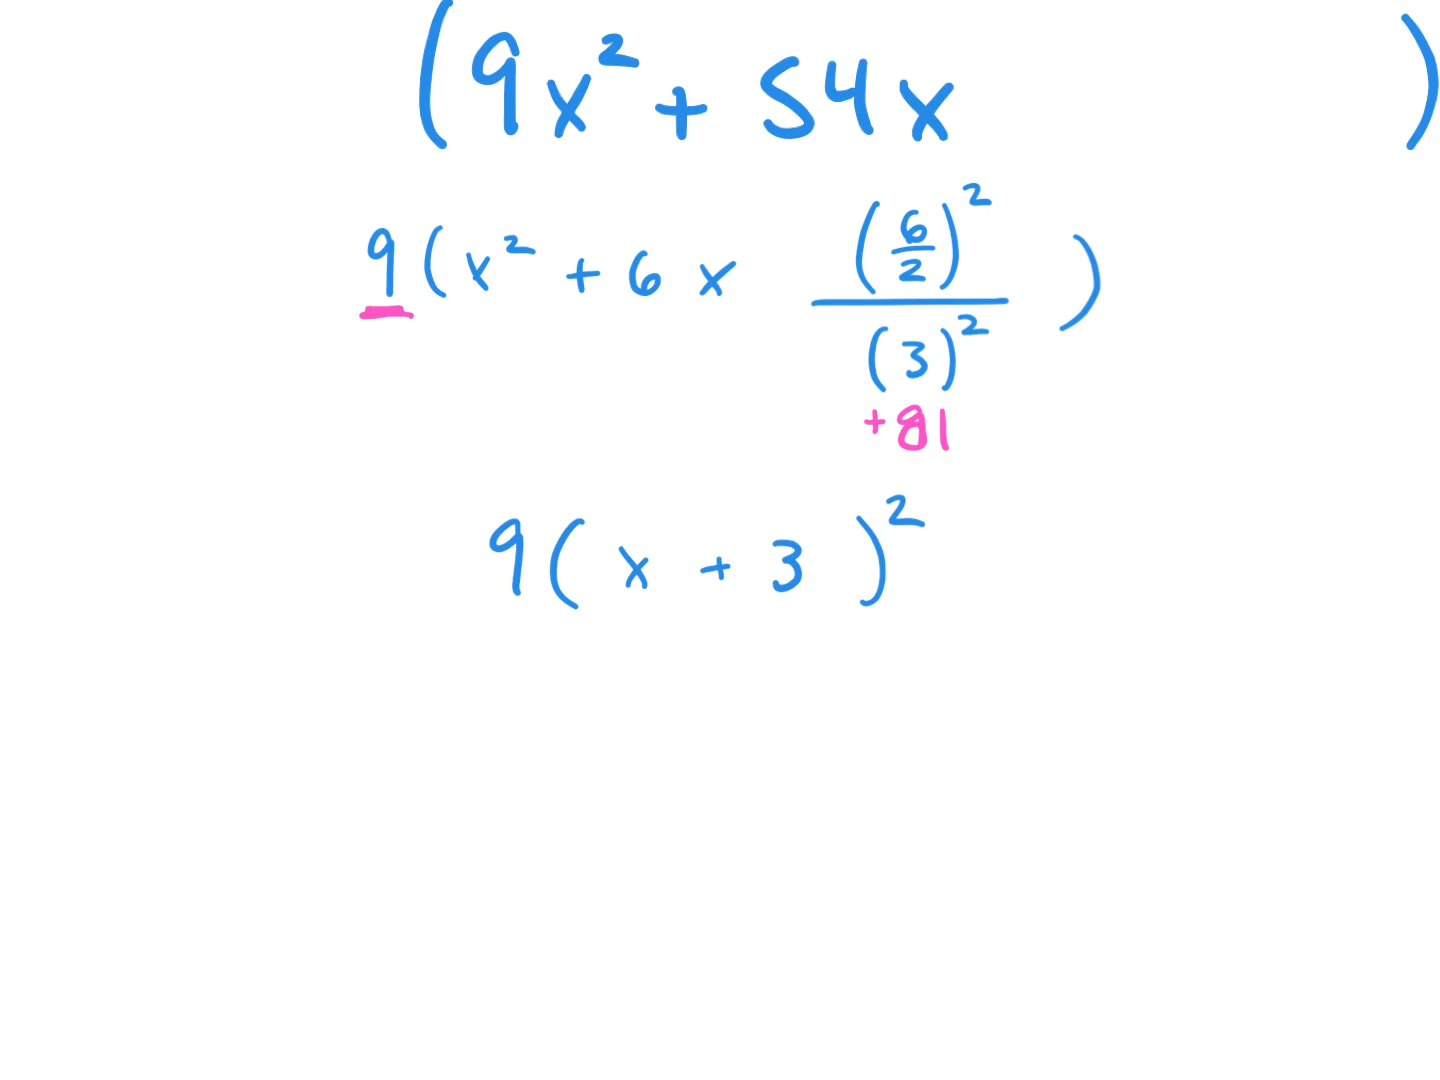 (9x² + 54x )
9(x² + 6x (6/2)² )
(3)²
+81
9(x + 3)²